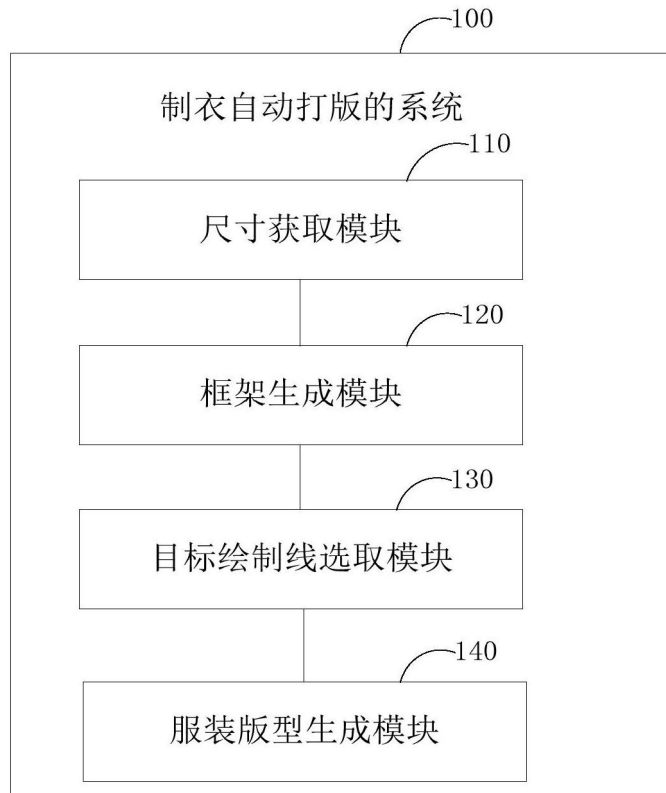 100
制衣自动打版的系统
110
尺寸获取模块
120
框架生成模块
130
目标绘制线选取模块
140
服装版型生成模块